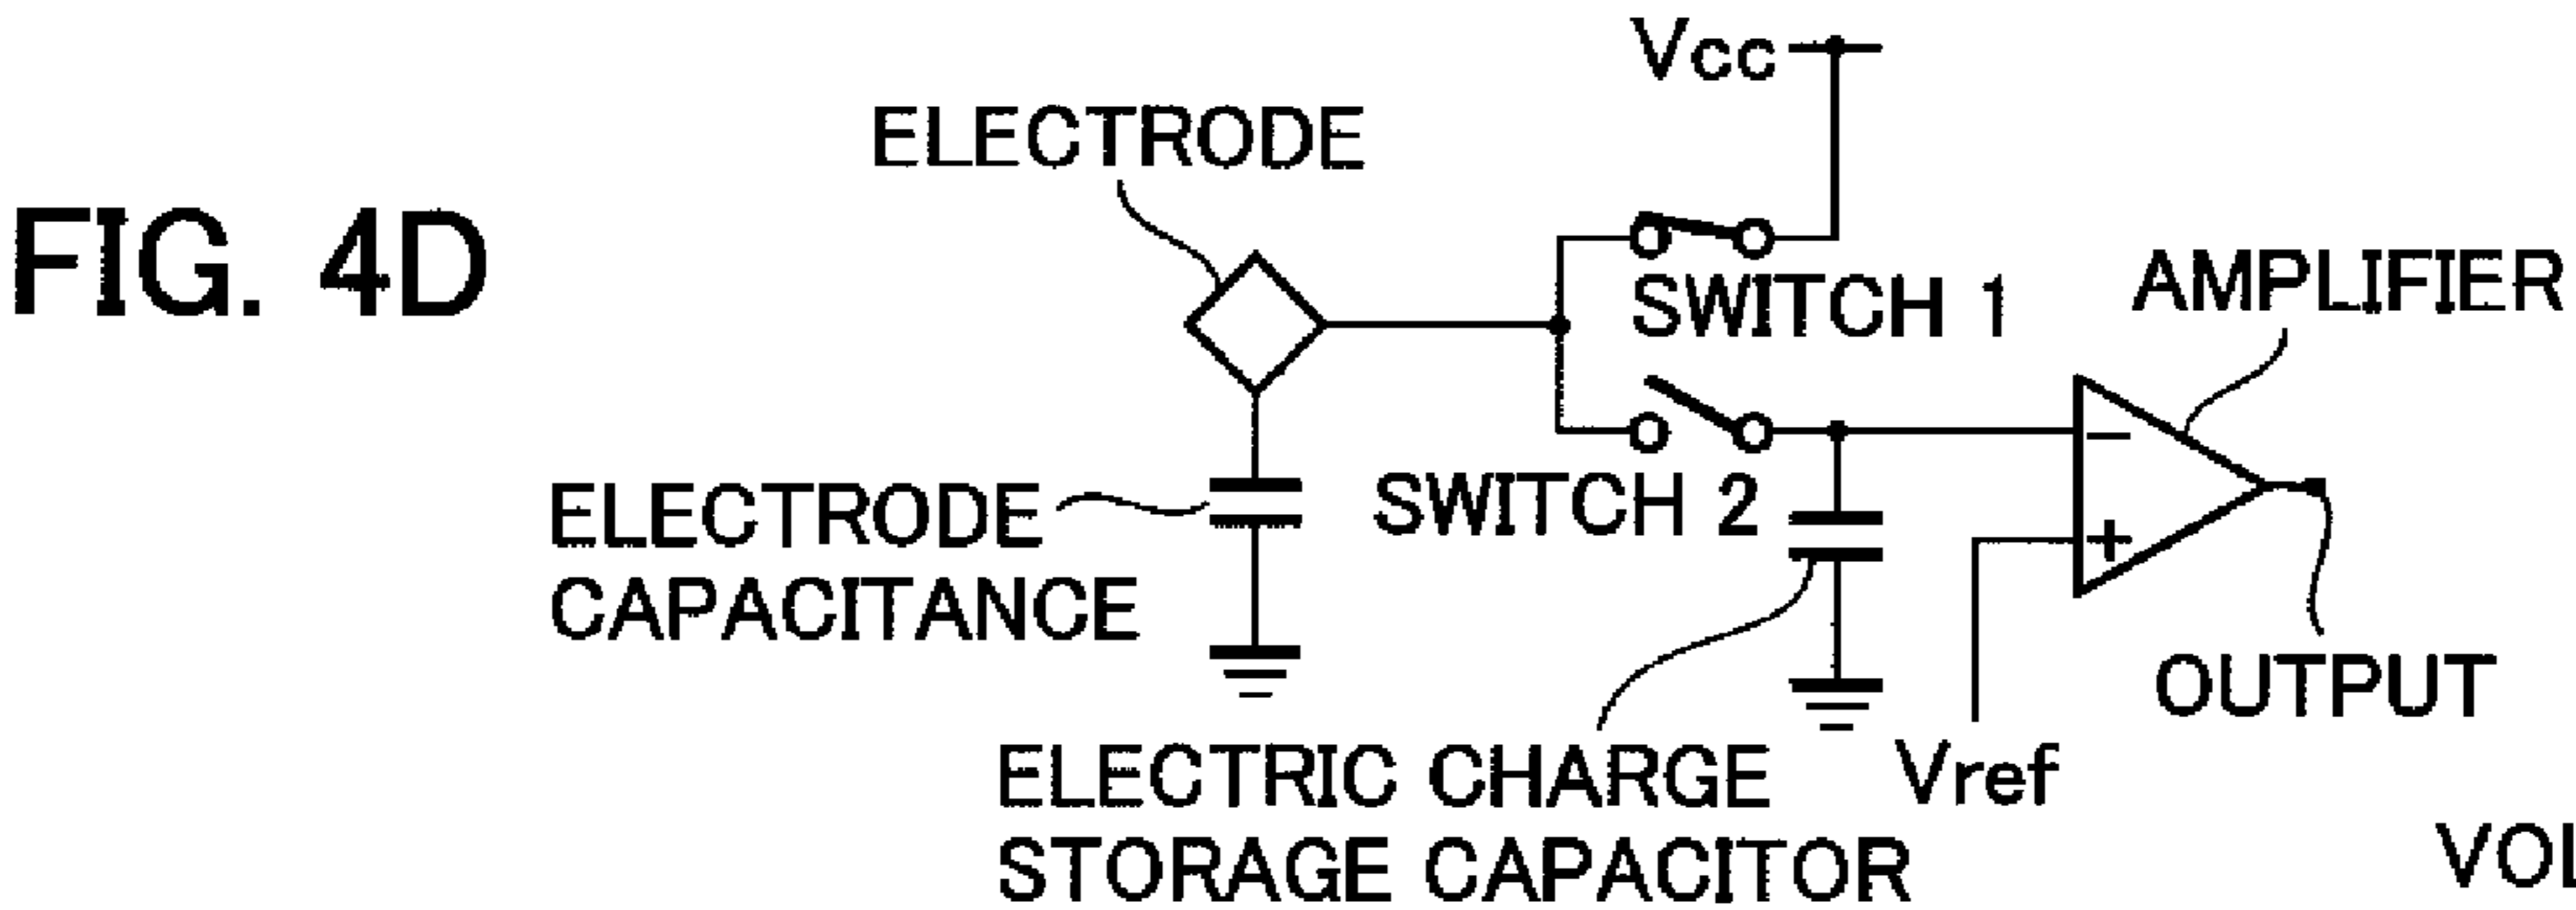 Vcc
ELECTRODE
FIG. 4D
SWITCH 1
AMPLIFIER
−
ELECTRODE
CAPACITANCE
SWITCH 2
+
OUTPUT
ELECTRIC CHARGE
STORAGE CAPACITOR
Vref